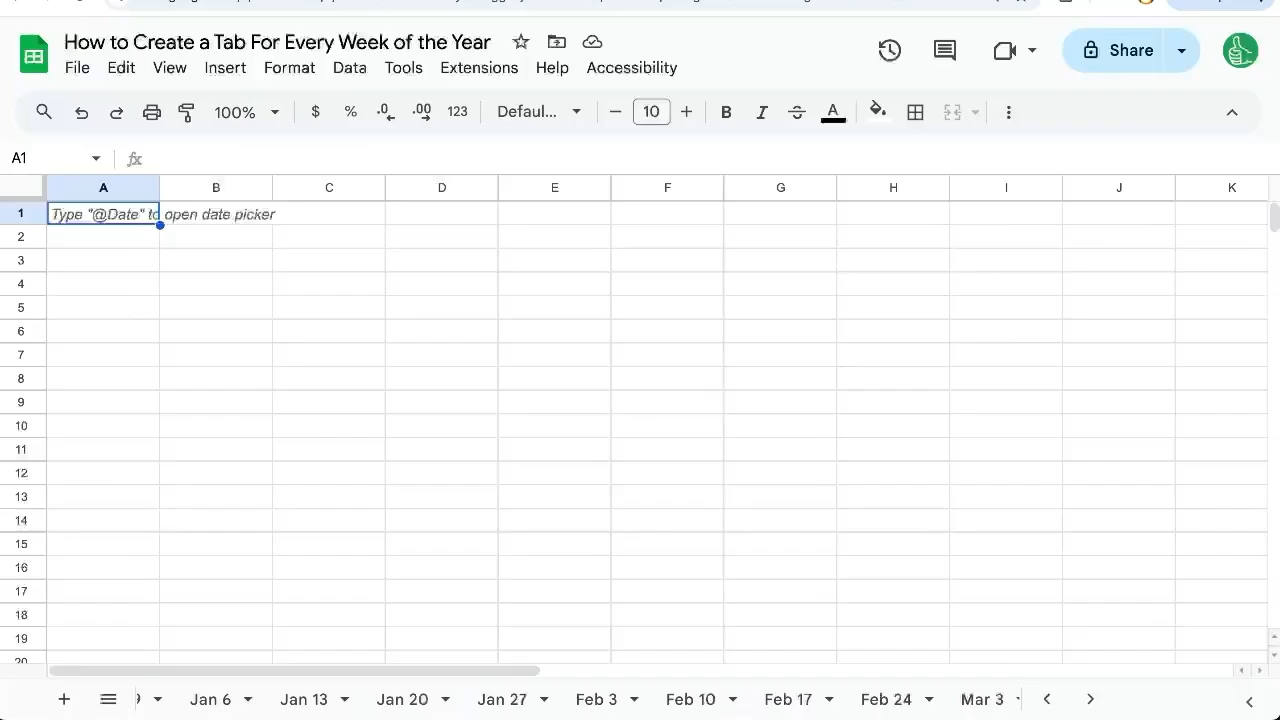 How to Create a Tab For Every Week of the Year
File Edit View Insert Format Data Tools Extensions Help Accessibility
Share
100% $ % .0 .00 123 Defaul... 10 B I A
A1 fx
A B C D E F G H I J K
1 Type "@Date" to open date picker
2
3
4
5
6
7
8
9
10
11
12
13
14
15
16
17
18
19
20
Jan 6 Jan 13 Jan 20 Jan 27 Feb 3 Feb 10 Feb 17 Feb 24 Mar 3